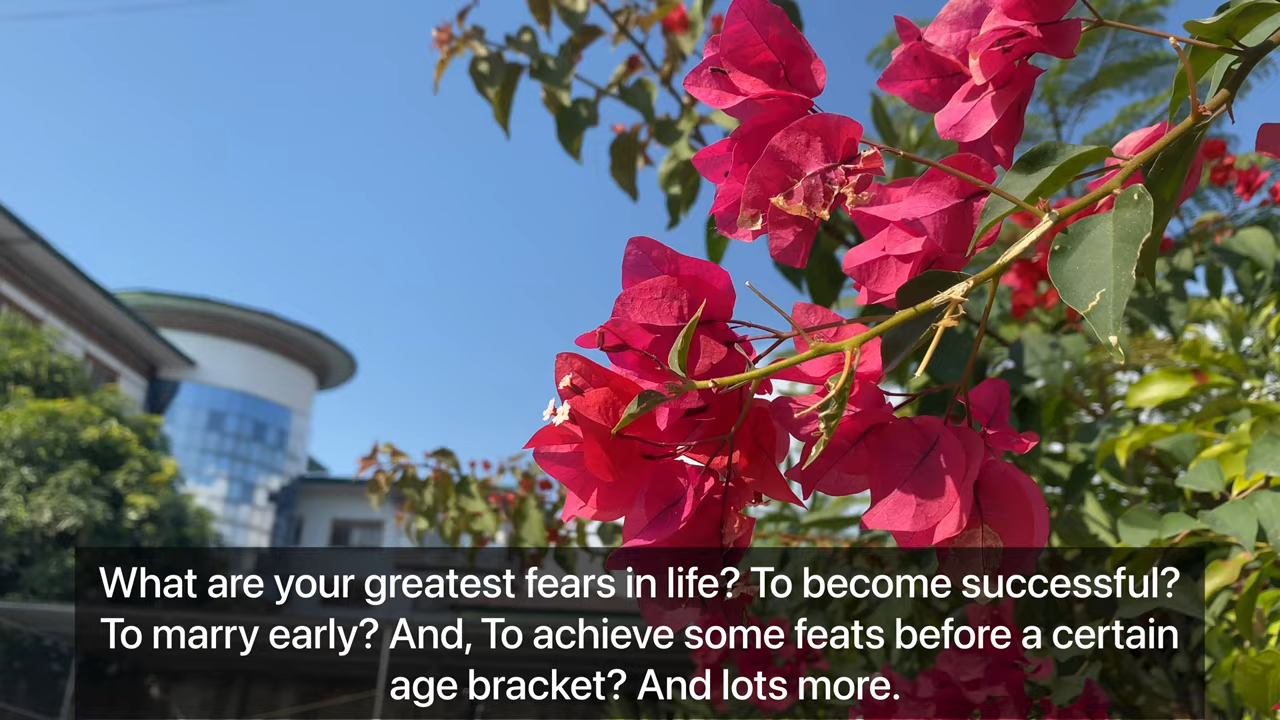 What are your greatest fears in life? To become successful?
To marry early? And, To achieve some feats before a certain
age bracket? And lots more.